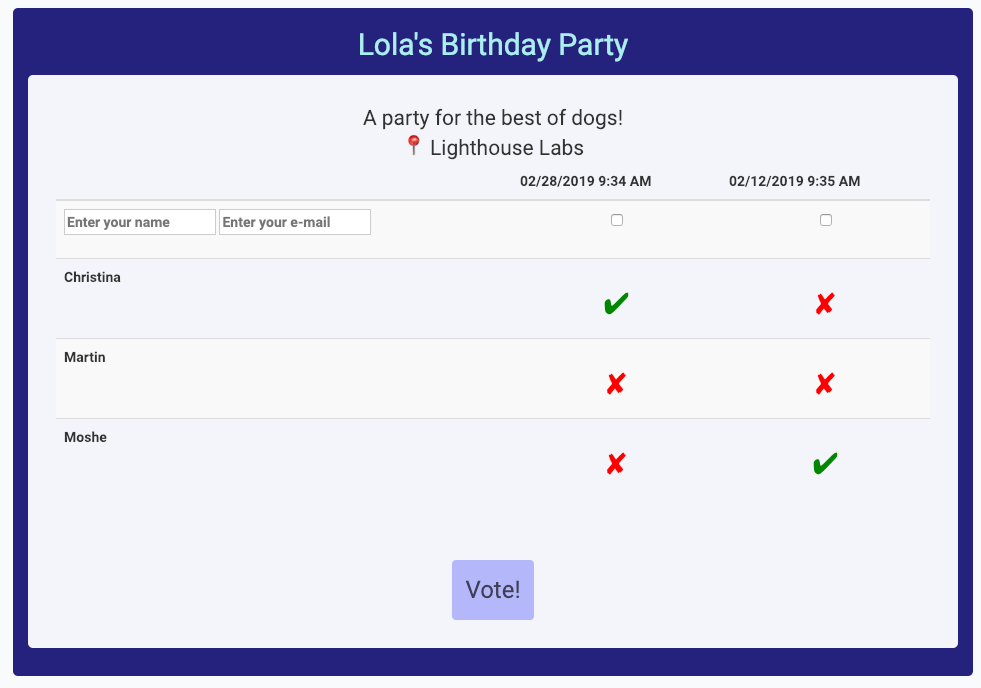 Lola's Birthday Party
A party for the best of dogs!
📍 Lighthouse Labs
02/28/2019 9:34 AM 02/12/2019 9:35 AM
Enter your name Enter your e-mail
Christina ✔ ✘
Martin ✘ ✘
Moshe ✘ ✔
Vote!